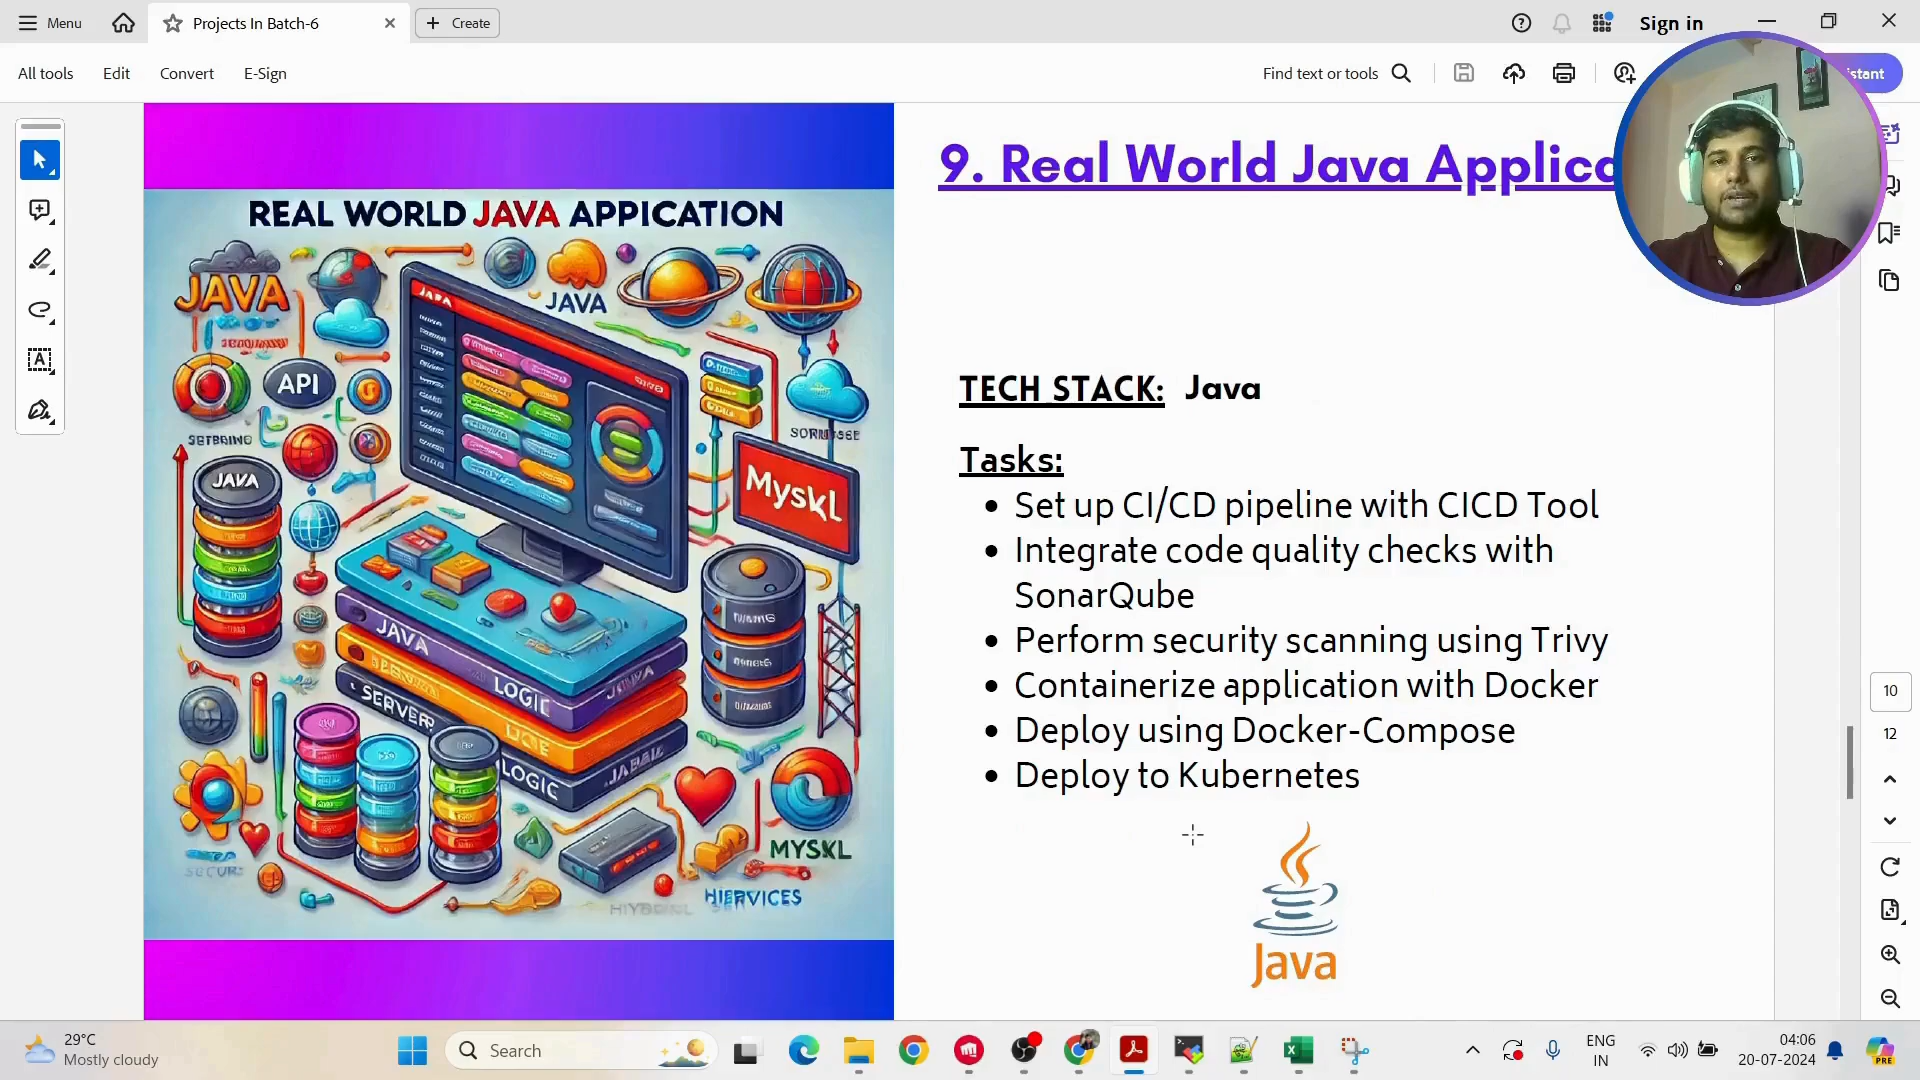 Menu
Projects In Batch-6
Create
Sign in
All tools
Edit
Convert
E-Sign
Find text or tools
stant
REAL WORLD JAVA APPICATION
JAVA
JAVA
API
SORNTSEE
SETBRING
JAVA
MyskL
JAVA
LOGIC
SERVER
LOGIC
MYSKL
HIERVICES
9. Real World Java Applica
TECH STACK: Java
Tasks:
• Set up CI/CD pipeline with CICD Tool
• Integrate code quality checks with
SonarQube
• Perform security scanning using Trivy
• Containerize application with Docker
• Deploy using Docker-Compose
• Deploy to Kubernetes
Java
10
12
29°C
Mostly cloudy
Search
ENG
IN
04:06
20-07-2024
PRE